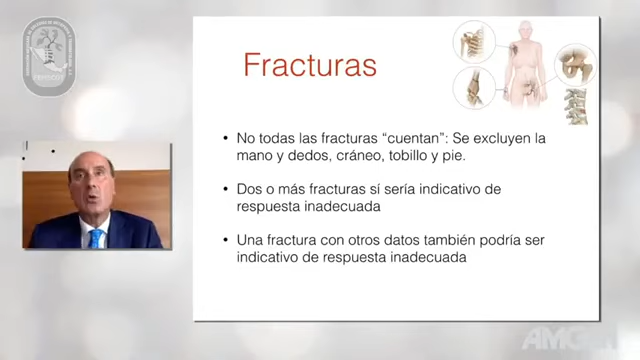 Fracturas
• No todas las fracturas “cuentan”: Se excluyen la
mano y dedos, cráneo, tobillo y pie.
• Dos o más fracturas sí sería indicativo de
respuesta inadecuada
• Una fractura con otros datos también podría ser
indicativo de respuesta inadecuada